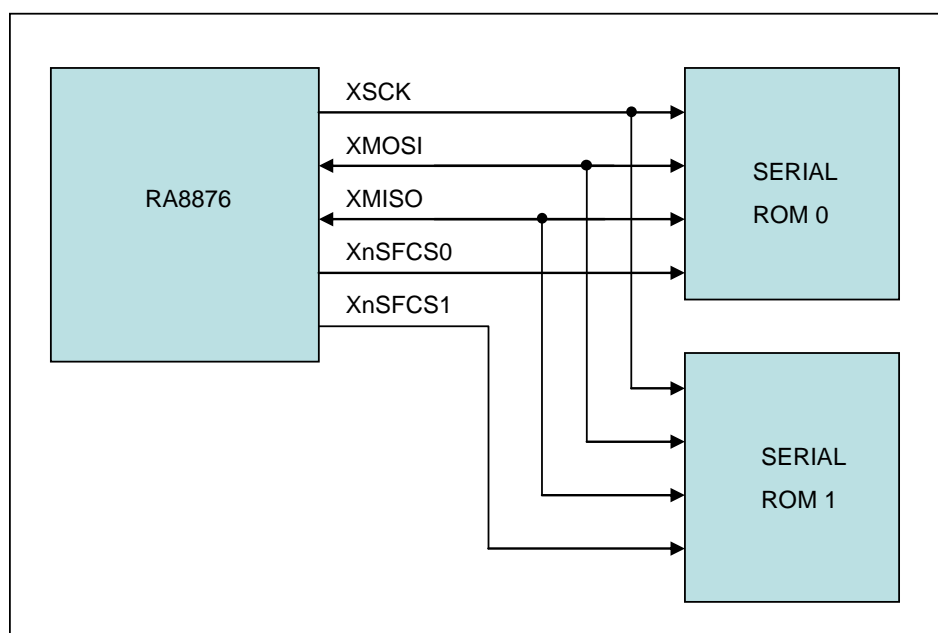 RA8876
XSCK
XMOSI
XMISO
XnSFCS0
XnSFCS1
SERIAL
ROM 0
SERIAL
ROM 1